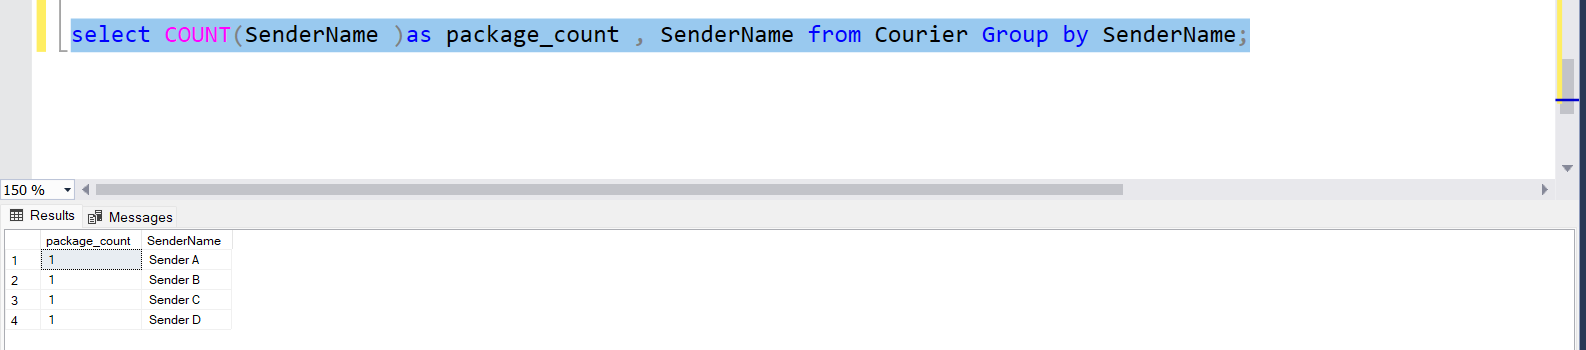 select COUNT(SenderName )as package_count , SenderName from Courier Group by SenderName;
150 %
Results Messages
package_count SenderName
1 1 Sender A
2 1 Sender B
3 1 Sender C
4 1 Sender D